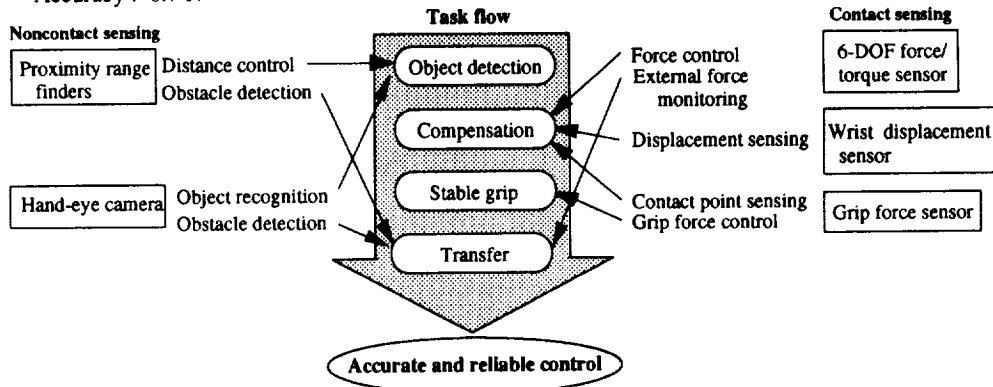 Task flow
Contact sensing
Noncontact sensing
Proximity range
finders
Distance control
Obstacle detection
Object detection
Force control
External force
monitoring
6-DOF force/
torque sensor
Compensation
Displacement sensing
Wrist displacement
sensor
Hand-eye camera
Object recognition
Obstacle detection
Stable grip
Contact point sensing
Grip force control
Grip force sensor
Transfer
Accurate and reliable control